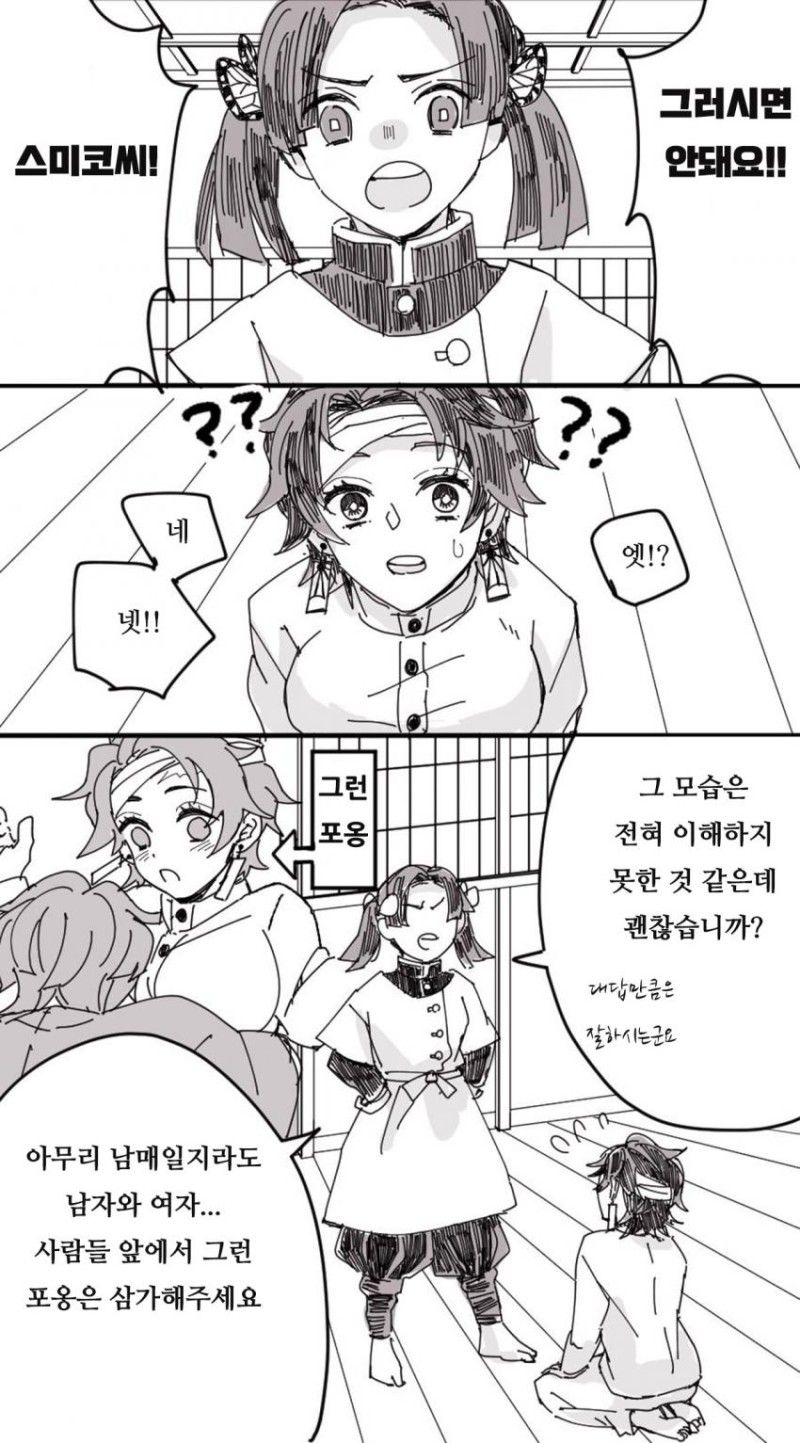 그러시면
안돼요!!
스미코씨!
??
??
엣!?
네
넷!!
그 모습은
전혀 이해하지
못한 것 같은데
괜찮습니까?
대답만큼은
잘하시는군요
그런
포옹
아무리 남매일지라도
남자와 여자...
사람들 앞에서 그런
포옹은 삼가해주세요